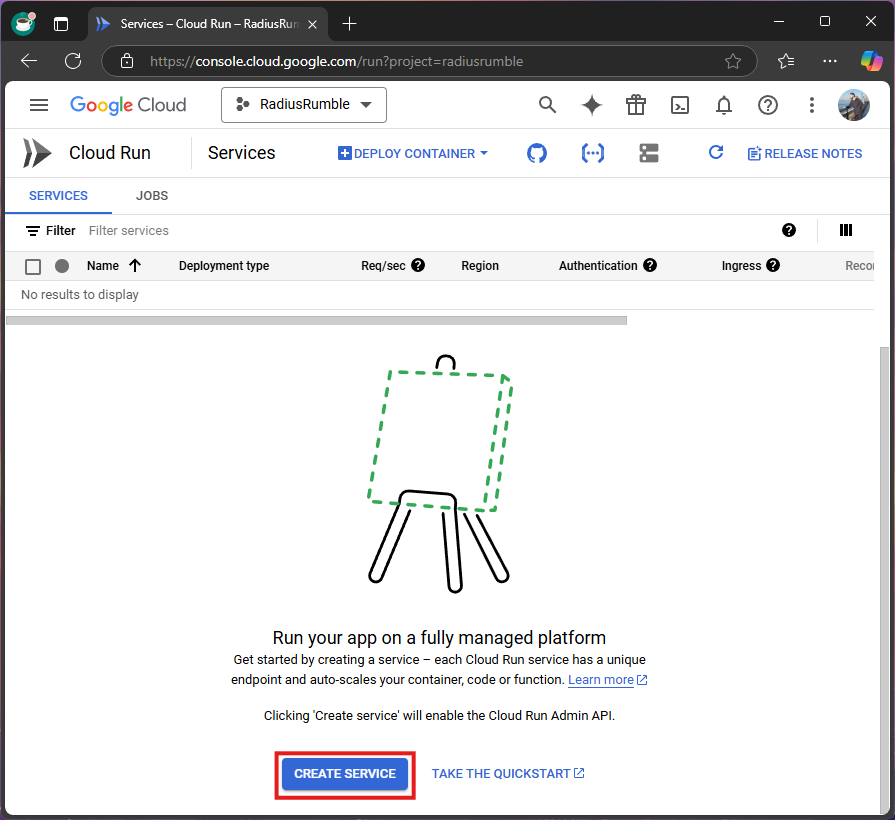 Services – Cloud Run – RadiusRum
https://console.cloud.google.com/run?project=radiusrumble
Google Cloud
RadiusRumble
Cloud Run
Services
DEPLOY CONTAINER
RELEASE NOTES
SERVICES
JOBS
Filter
Filter services
Name
Deployment type
Req/sec
Region
Authentication
Ingress
Recor
No results to display
Run your app on a fully managed platform
Get started by creating a service – each Cloud Run service has a unique
endpoint and auto-scales your container, code or function. Learn more
Clicking 'Create service' will enable the Cloud Run Admin API.
CREATE SERVICE
TAKE THE QUICKSTART